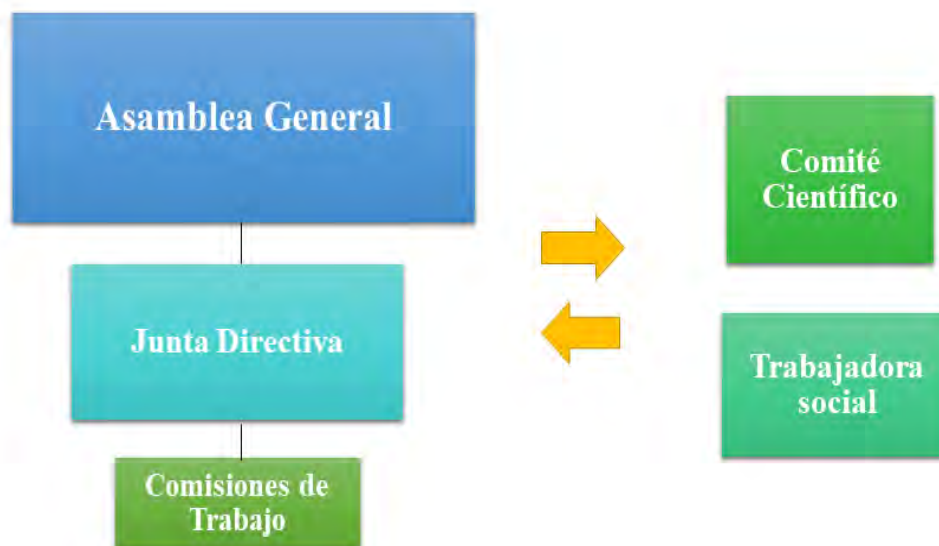 Asamblea General
Junta Directiva
Comisiones de
Trabajo
Comité
Científico
Trabajadora
social